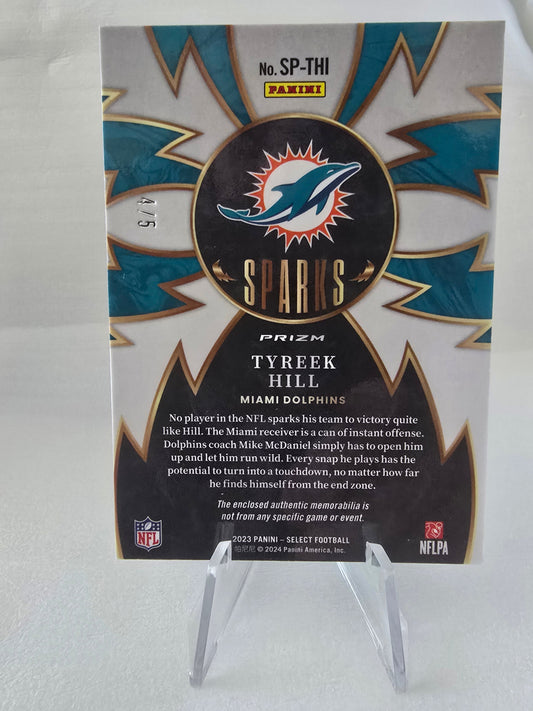 No. SP-THI
PANINI
4/5
SPARKS
PRIZM
TYREEK
HILL
MIAMI DOLPHINS
No player in the NFL sparks his team to victory quite
like Hill. The Miami receiver is a can of instant offense.
Dolphins coach Mike McDaniel simply has to open him
up and let him run wild. Every snap he plays has the
potential to turn into a touchdown, no matter how far
he finds himself from the end zone.
The enclosed authentic memorabilia is
not from any specific game or event.
NFL
NFLPA
2023 PANINI – SELECT FOOTBALL
帕尼尼 © 2024 Panini America, Inc.